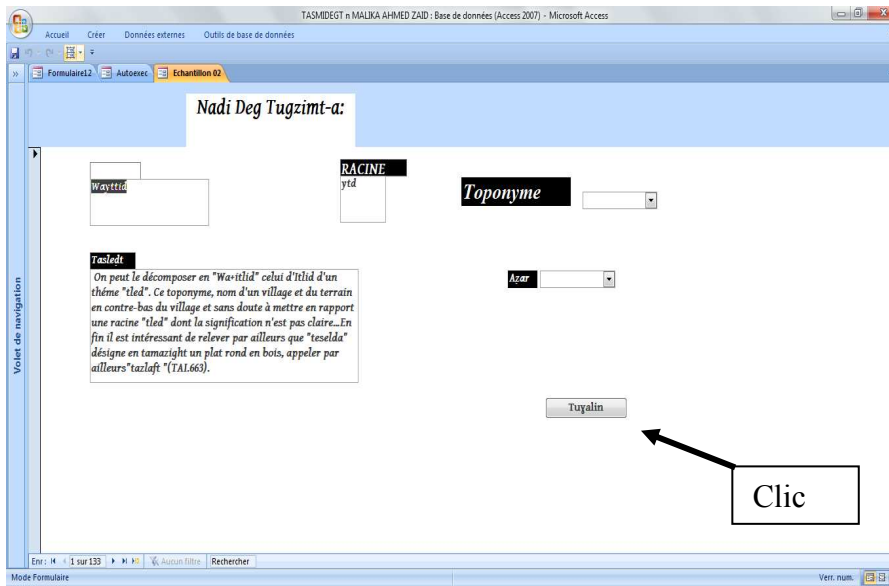 TASMIDEGT n MALIKA AHMED ZAID : Base de données (Access 2007) - Microsoft Access
Accueil Créer Données externes Outils de base de données
Formulaire12 Autoexec Echantillon 02
Nadi Deg Tugzimt-a:
RACINE
Wayttid
ytd
Toponyme
Tasleḍt
Aẓar
On peut le décomposer en "Wa+itlid" celui d'Itlid d'un
théme "tled". Ce toponyme, nom d'un village et du terrain
en contre-bas du village et sans doute à mettre en rapport
une racine "tled" dont la signification n'est pas claire...En
fin il est intéressant de relever par ailleurs que "teselda"
désigne en tamazight un plat rond en bois, appeler par
ailleurs"tazlaft "(TAI.663).
Volet de navigation
Tuɣalin
Clic
Enr : 1 sur 133 Aucun filtre Rechercher
Mode Formulaire Verr. num.